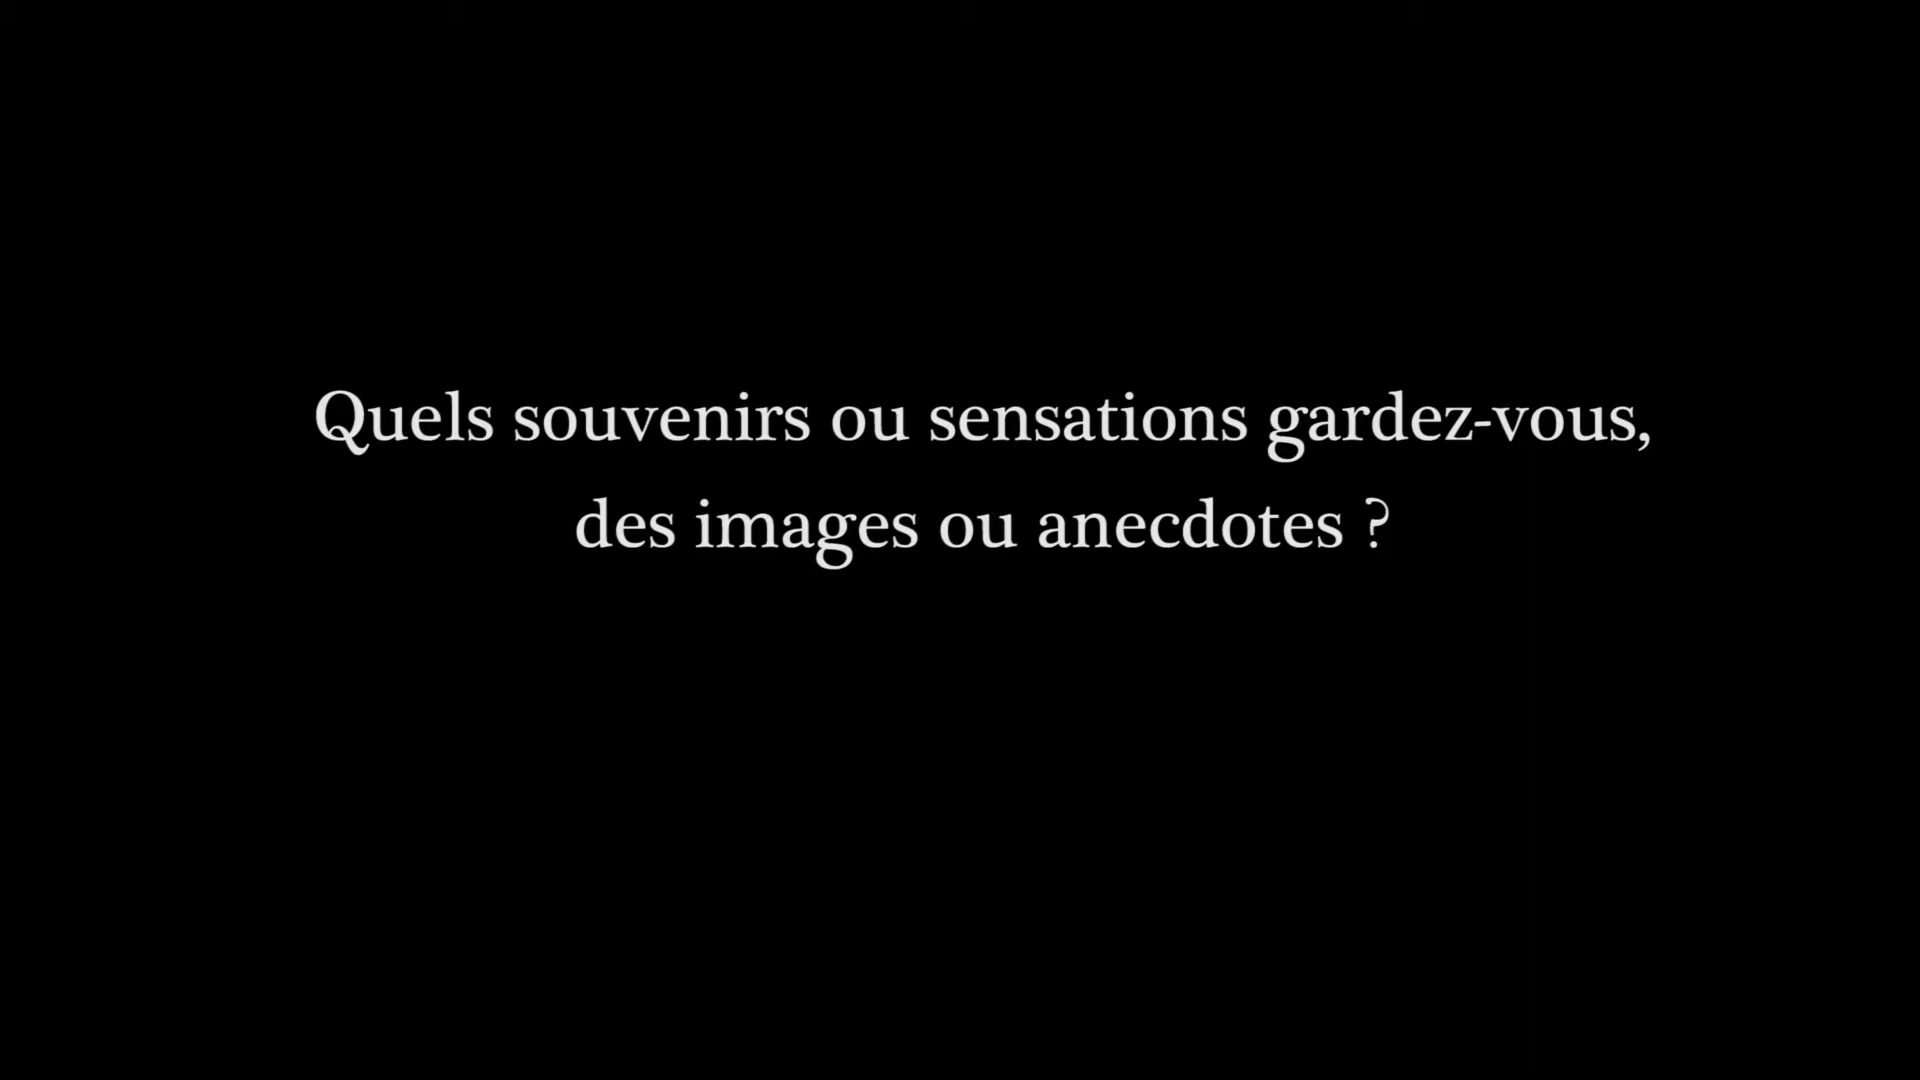 Quels souvenirs ou sensations gardez-vous,
des images ou anecdotes ?